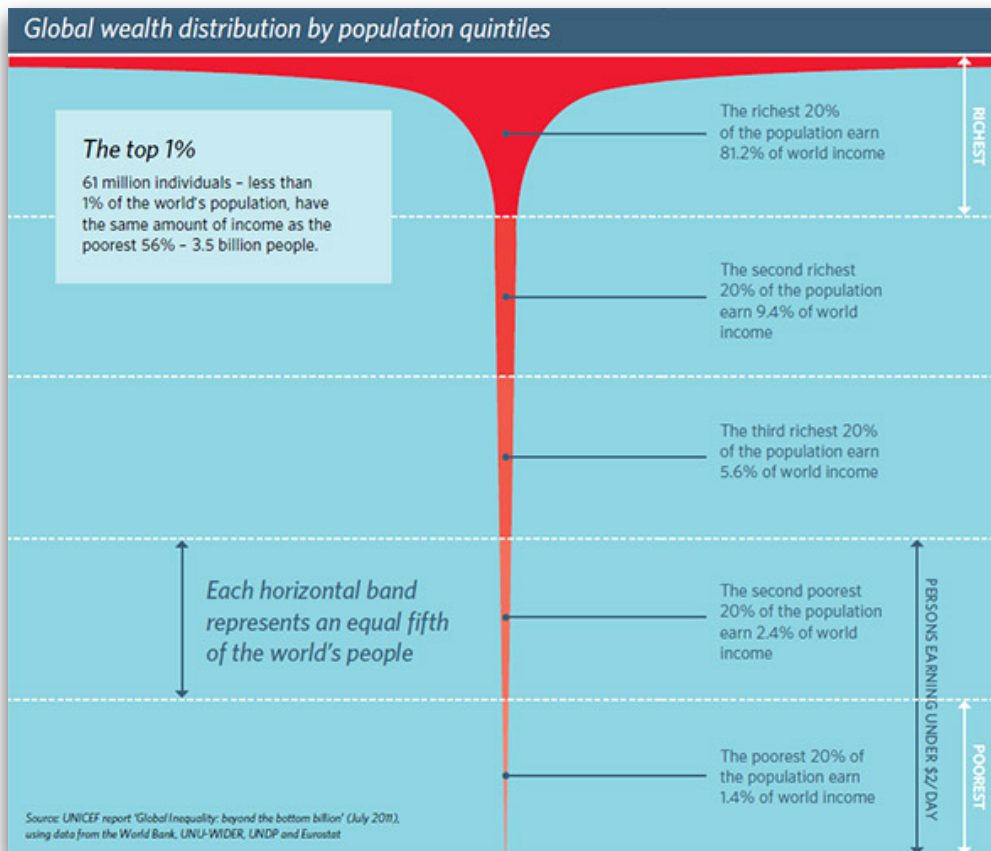 Global wealth distribution by population quintiles
The top 1%
61 million individuals – less than
1% of the world's population, have
the same amount of income as the
poorest 56% – 3.5 billion people.
The richest 20%
of the population earn
81.2% of world income
RICHEST
The second richest
20% of the population
earn 9.4% of world
income
The third richest 20%
of the population earn
5.6% of world income
Each horizontal band
represents an equal fifth
of the world's people
The second poorest
20% of the population
earn 2.4% of world
income
PERSONS EARNING UNDER $2/DAY
The poorest 20% of
the population earn
1.4% of world income
POOREST
Source: UNICEF report 'Global Inequality: beyond the bottom billion' (July 2011),
using data from the World Bank, UNU-WIDER, UNDP and Eurostat